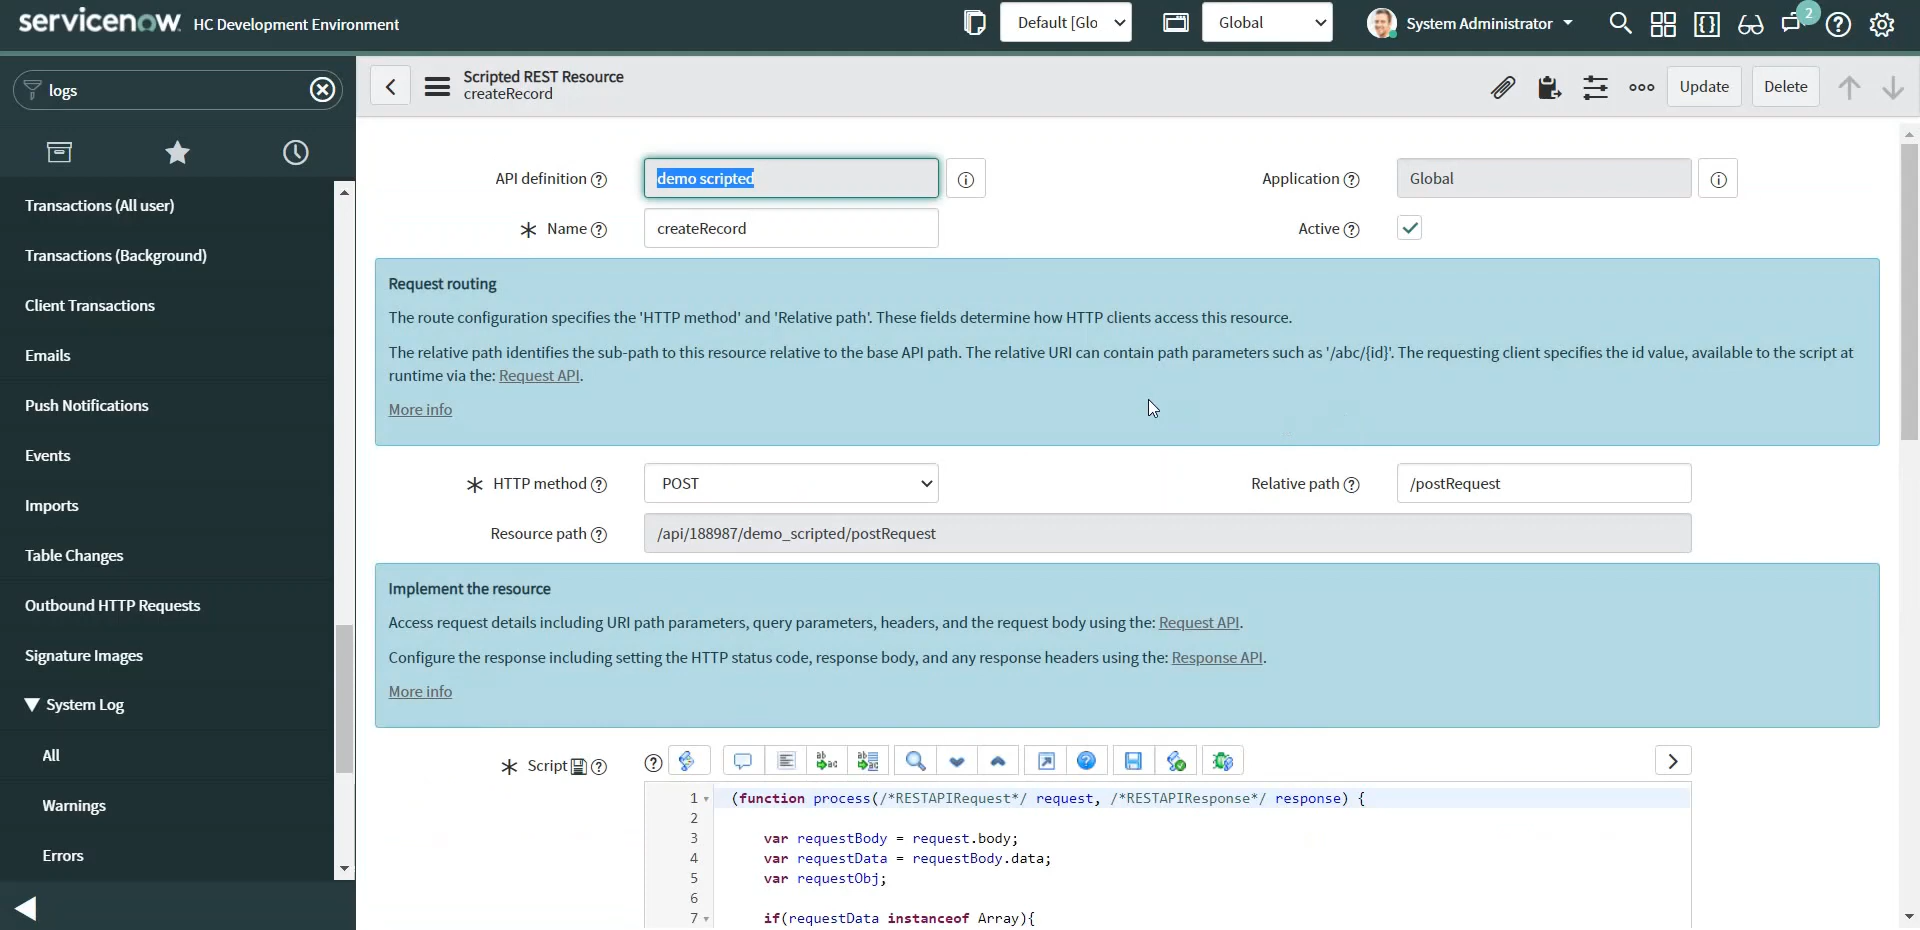 servicenow. HC Development Environment
Default [Glo
Global
System Administrator
2
logs
Transactions (All user)
Transactions (Background)
Client Transactions
Emails
Push Notifications
Events
Imports
Table Changes
Outbound HTTP Requests
Signature Images
System Log
All
Warnings
Errors
Scripted REST Resource
createRecord
Update
Delete
API definition
demo scripted
Application
Global
Name
createRecord
Active
Request routing
The route configuration specifies the 'HTTP method' and 'Relative path'. These fields determine how HTTP clients access this resource.
The relative path identifies the sub-path to this resource relative to the base API path. The relative URI can contain path parameters such as '/abc/{id}'. The requesting client specifies the id value, available to the script at
runtime via the: Request API.
More info
HTTP method
POST
Relative path
/postRequest
Resource path
/api/188987/demo_scripted/postRequest
Implement the resource
Access request details including URI path parameters, query parameters, headers, and the request body using the: Request API.
Configure the response including setting the HTTP status code, response body, and any response headers using the: Response API.
More info
Script
1 (function process(/*RESTAPIRequest*/ request, /*RESTAPIResponse*/ response) {
2
3 var requestBody = request.body;
4 var requestData = requestBody.data;
5 var requestObj;
6
7 if(requestData instanceof Array){